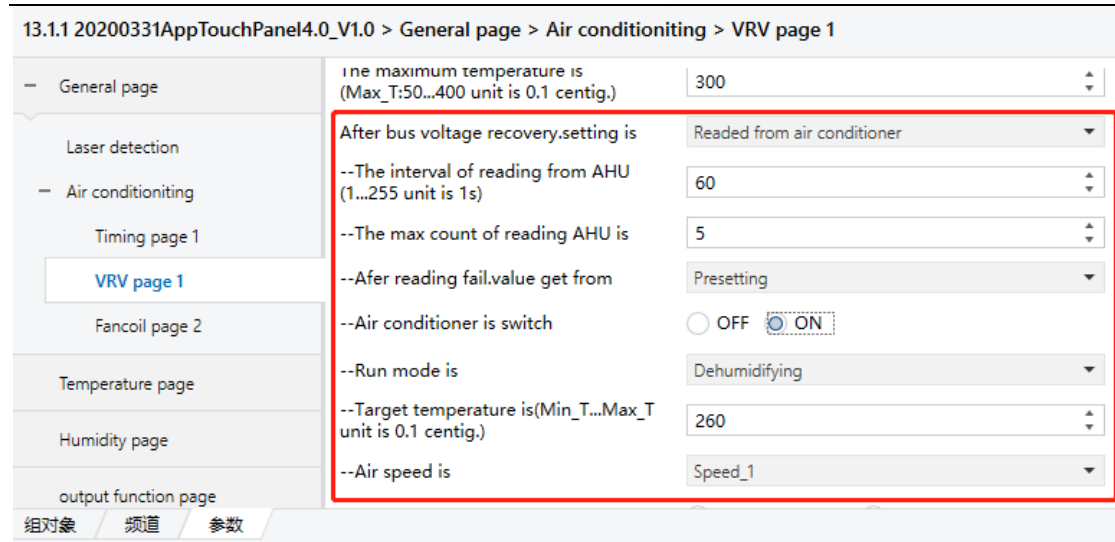 13.1.1 20200331AppTouchPanel4.0_V1.0 > General page > Air conditioniting > VRV page 1
General page
Laser detection
Air conditioniting
Timing page 1
VRV page 1
Fancoil page 2
Temperature page
Humidity page
output function page
The maximum temperature is
(Max_T:50...400 unit is 0.1 centig.)
300
After bus voltage recovery.setting is
Readed from air conditioner
--The interval of reading from AHU
(1...255 unit is 1s)
60
--The max count of reading AHU is
5
--Afer reading fail.value get from
Presetting
--Air conditioner is switch
OFF ON
--Run mode is
Dehumidifying
--Target temperature is(Min_T...Max_T
unit is 0.1 centig.)
260
--Air speed is
Speed_1
组对象 频道 参数